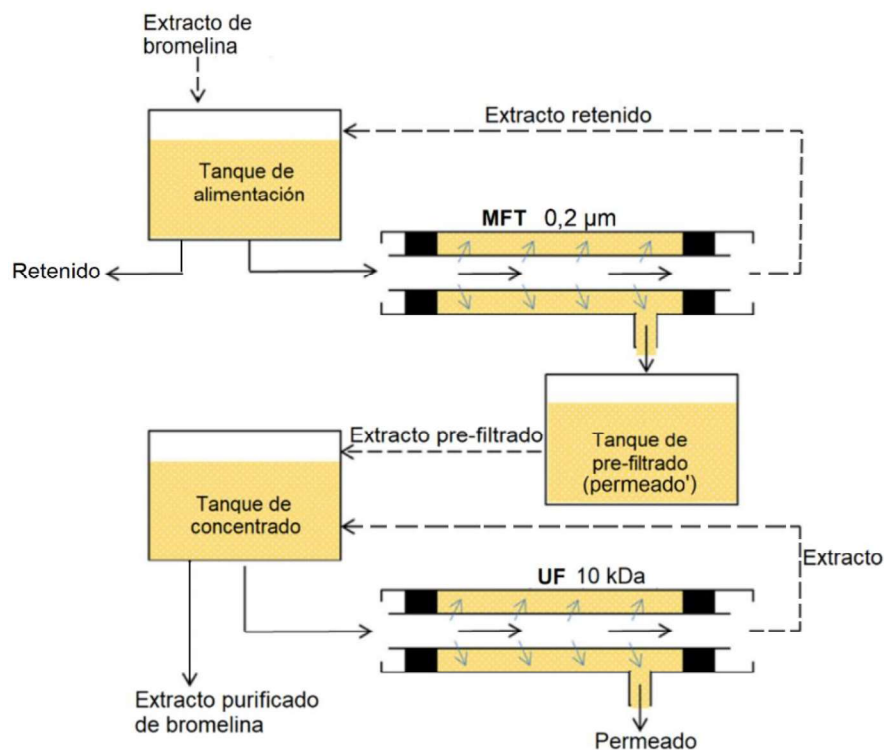 Extracto de
bromelina
Extracto retenido
Tanque de
alimentación
MFT 0,2 µm
Retenido
Extracto pre-filtrado
Tanque de
pre-filtrado
(permeado')
Tanque de
concentrado
Extracto
UF 10 kDa
Extracto purificado
de bromelina
Permeado